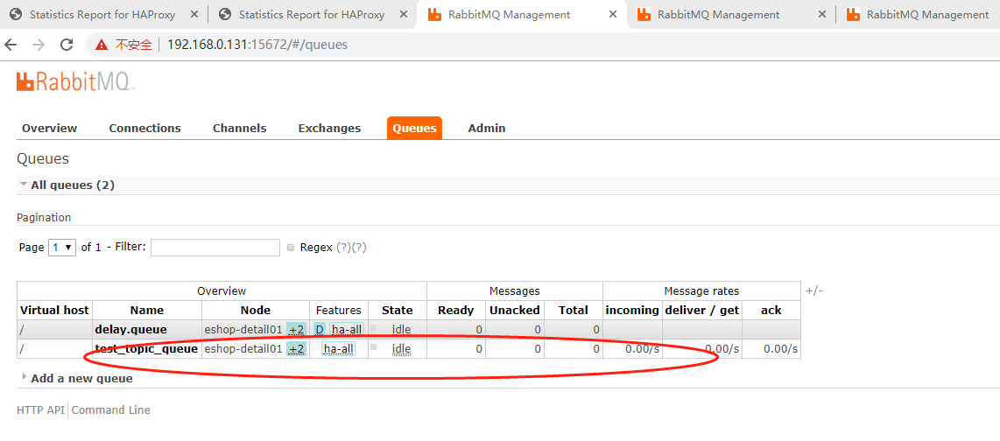 Statistics Report for HAProxy × Statistics Report for HAProxy × RabbitMQ Management × RabbitMQ Management × RabbitMQ Management
不安全 192.168.0.131:15672/#/queues
RabbitMQ
Overview Connections Channels Exchanges Queues Admin
Queues
All queues (2)
Pagination
Page 1 of 1 - Filter: Regex (?)(?)
Overview Messages Message rates +/-
Virtual host Name Node Features State Ready Unacked Total incoming deliver / get ack
/ delay.queue eshop-detail01 +2 D ha-all idle 0 0 0
/ test_topic_queue eshop-detail01 +2 ha-all idle 0 0 0 0.00/s 0.00/s 0.00/s
Add a new queue
HTTP API Command Line